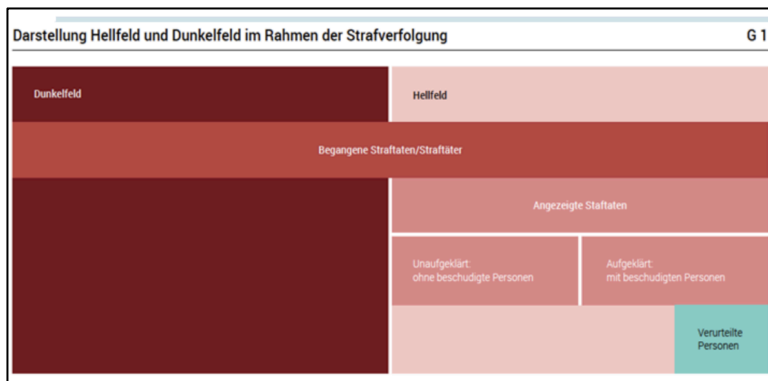 Darstellung Hellfeld und Dunkelfeld im Rahmen der Strafverfolgung G 1
Dunkelfeld
Hellfeld
Begangene Straftaten/Straftäter
Angezeigte Staftaten
Unaufgeklärt:
ohne beschudigte Personen
Aufgeklärt:
mit beschudigten Personen
Verurteilte
Personen